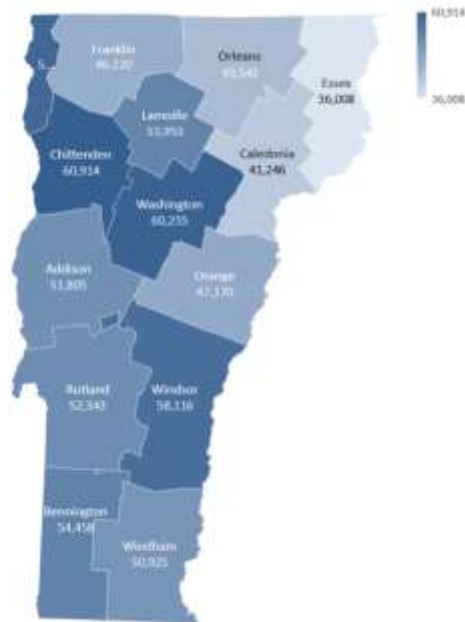 60,914
36,008
Franklin
46,220
Orleans
Essex
36,008
S...
Lamoille
53,953
Chittenden
60,914
Caledonia
41,246
Washington
60,255
Addison
51,805
Orange
47,170
Rutland
52,343
Windsor
58,116
Bennington
54,458
Windham
50,925